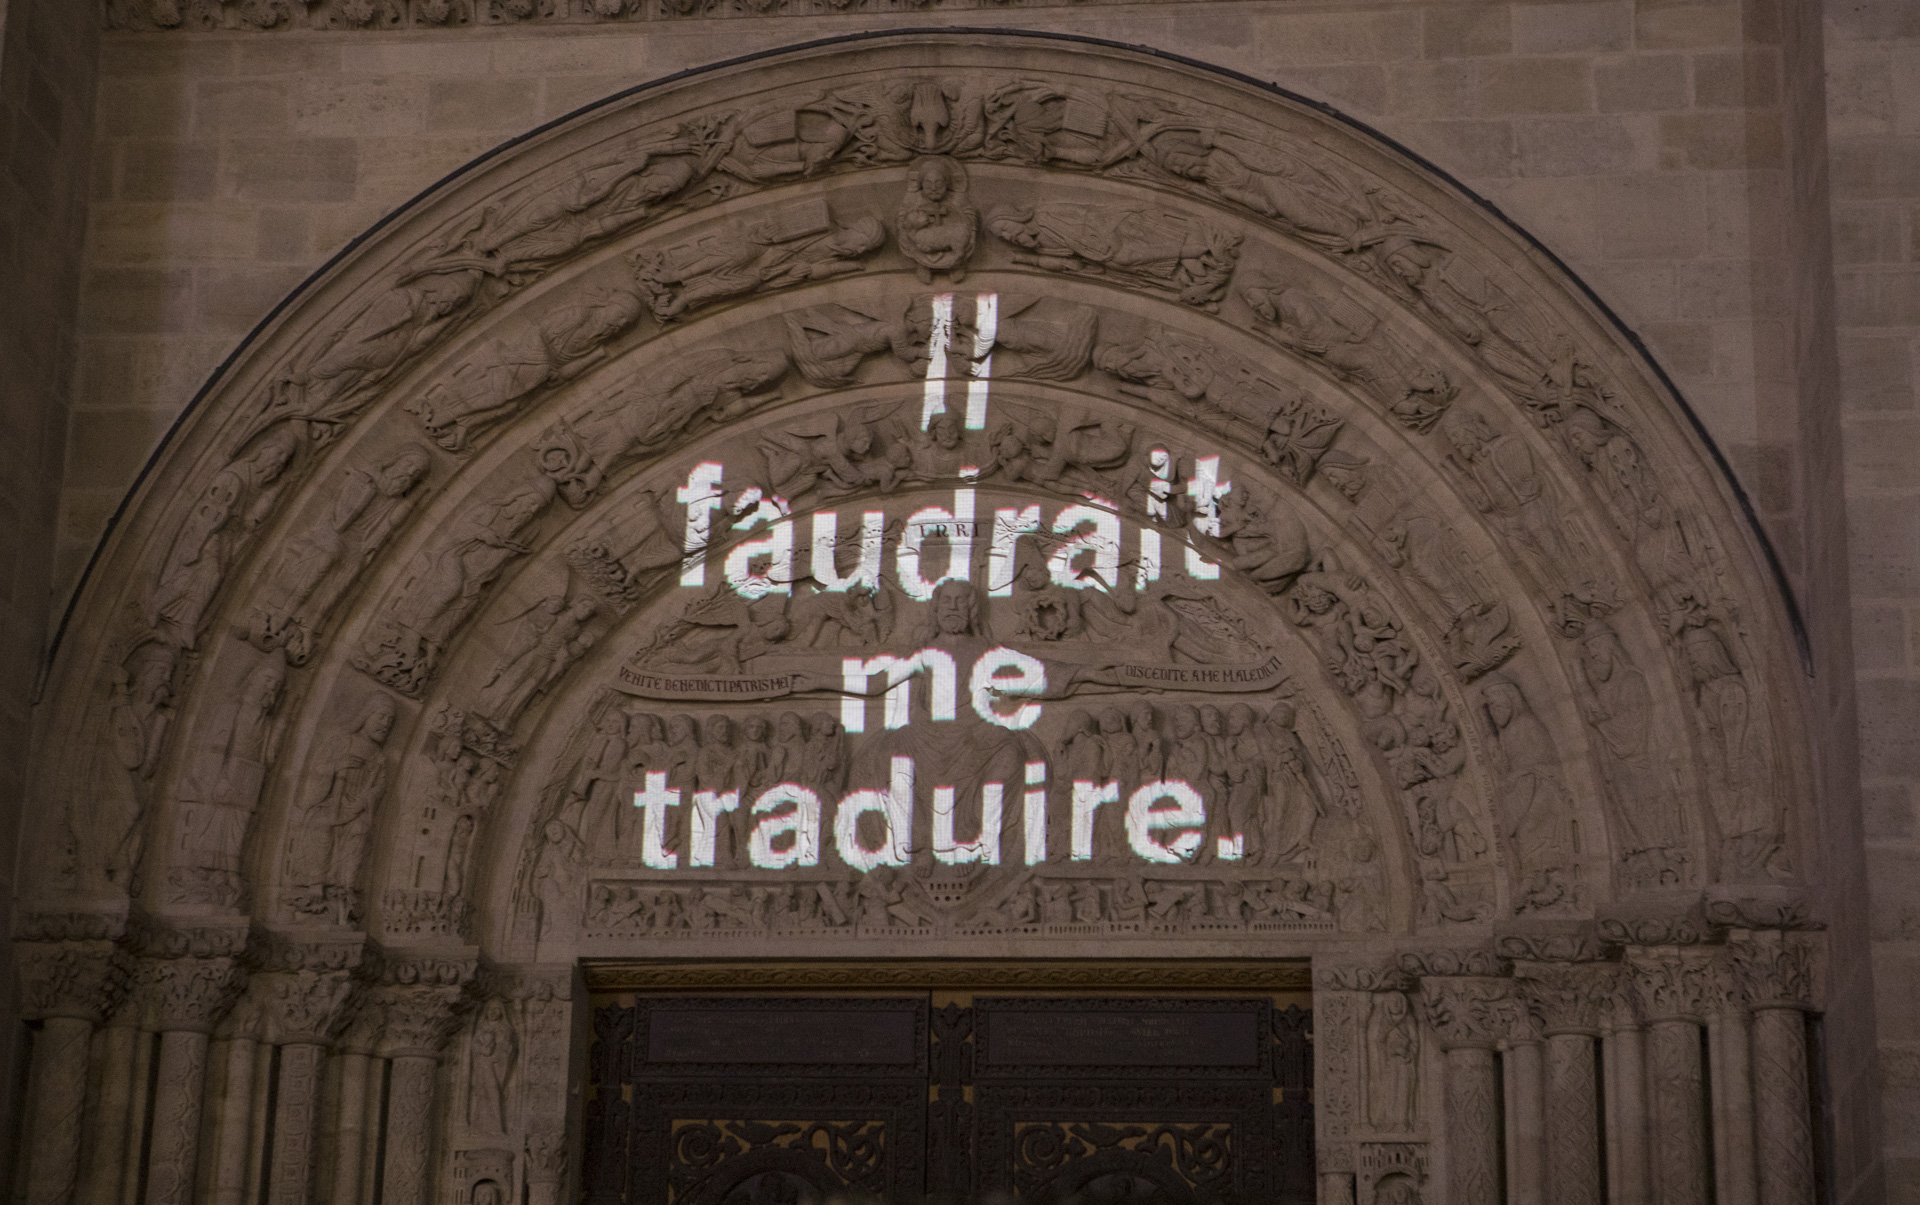 Il
faudrait
me
traduire.
VENITE BENEDICTI PATRIS MEI
DISCEDITE A ME MALEDICTI